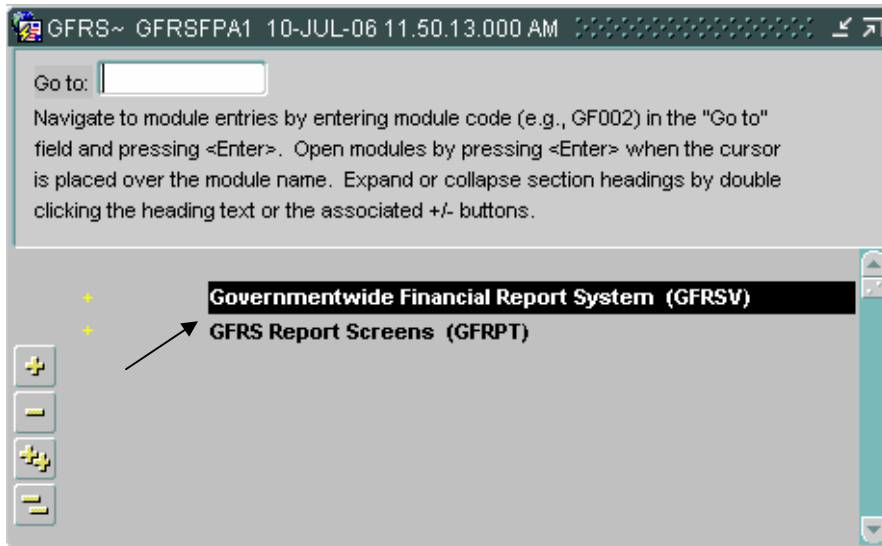 GFRS~ GFRSFPA1 10-JUL-06 11.50.13.000 AM
Go to:
Navigate to module entries by entering module code (e.g., GF002) in the "Go to"
field and pressing <Enter>. Open modules by pressing <Enter> when the cursor
is placed over the module name. Expand or collapse section headings by double
clicking the heading text or the associated +/- buttons.
+ Governmentwide Financial Report System (GFRSV)
+ GFRS Report Screens (GFRPT)